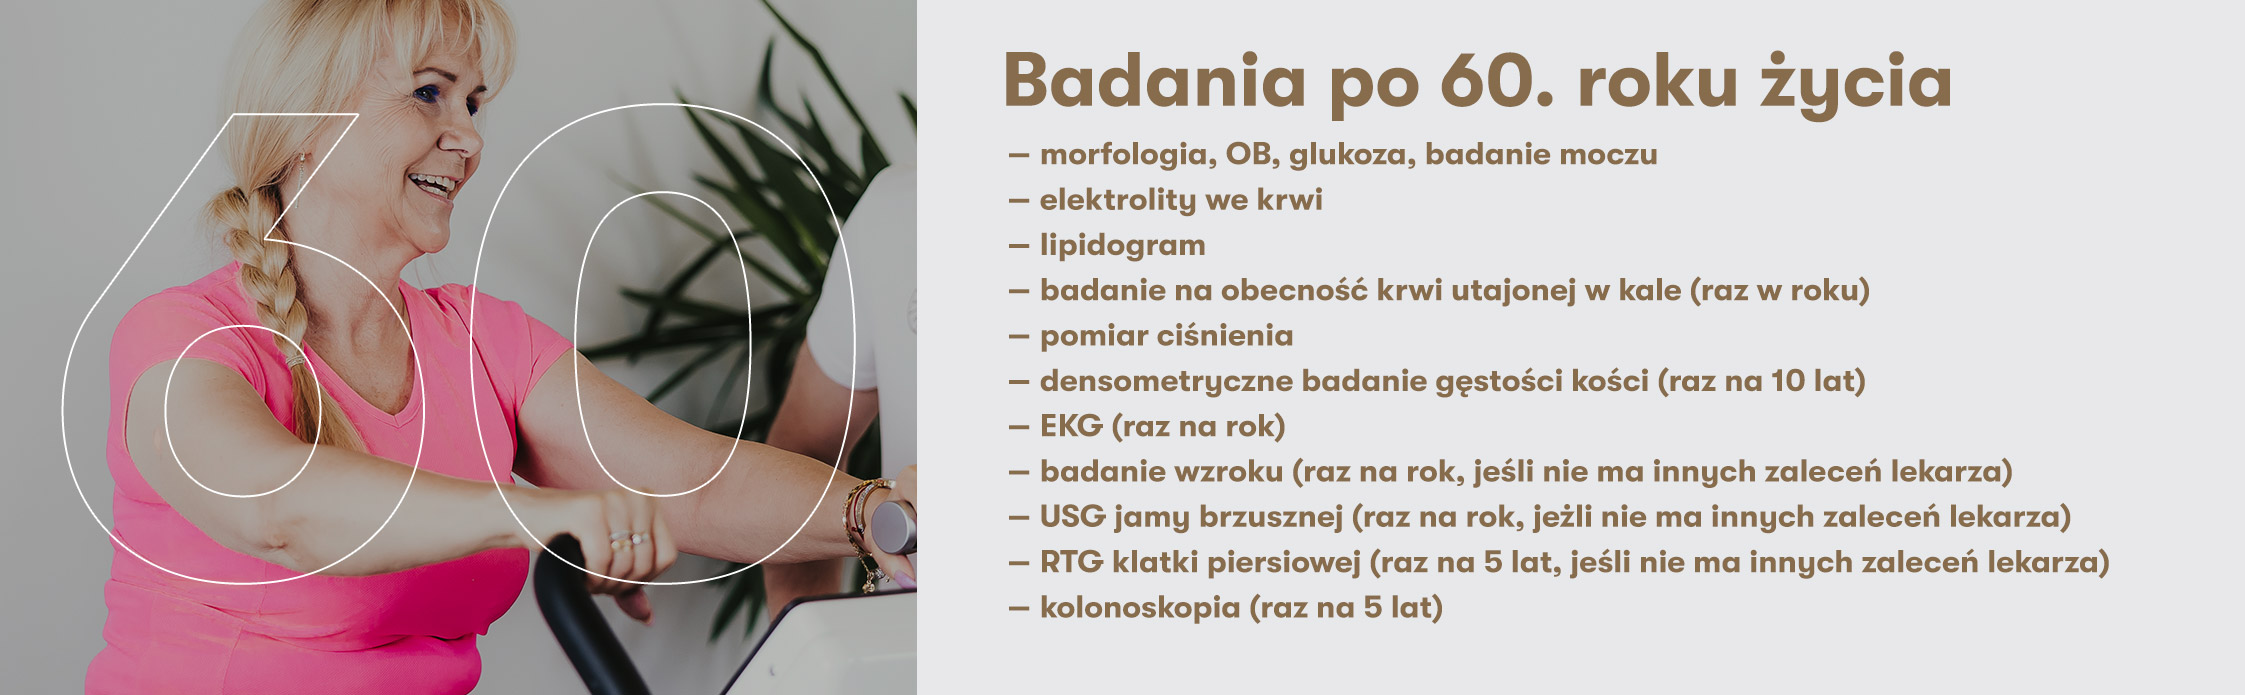 60
Badania po 60. roku życia
– morfologia, OB, glukoza, badanie moczu
– elektrolity we krwi
– lipidogram
– badanie na obecność krwi utajonej w kale (raz w roku)
– pomiar ciśnienia
– densometryczne badanie gęstości kości (raz na 10 lat)
– EKG (raz na rok)
– badanie wzroku (raz na rok, jeśli nie ma innych zaleceń lekarza)
– USG jamy brzusznej (raz na rok, jeżli nie ma innych zaleceń lekarza)
– RTG klatki piersiowej (raz na 5 lat, jeśli nie ma innych zaleceń lekarza)
– kolonoskopia (raz na 5 lat)